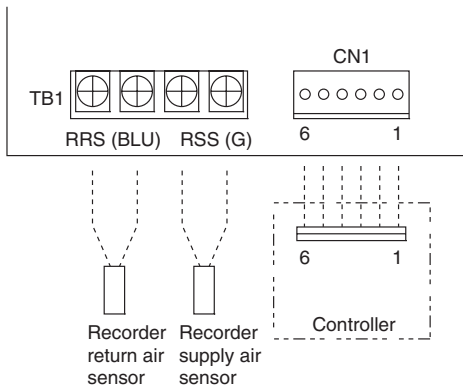 CN1
TB1
RRS (BLU) RSS (G)
6 1
6 1
Controller
Recorder
return air
sensor
Recorder
supply air
sensor